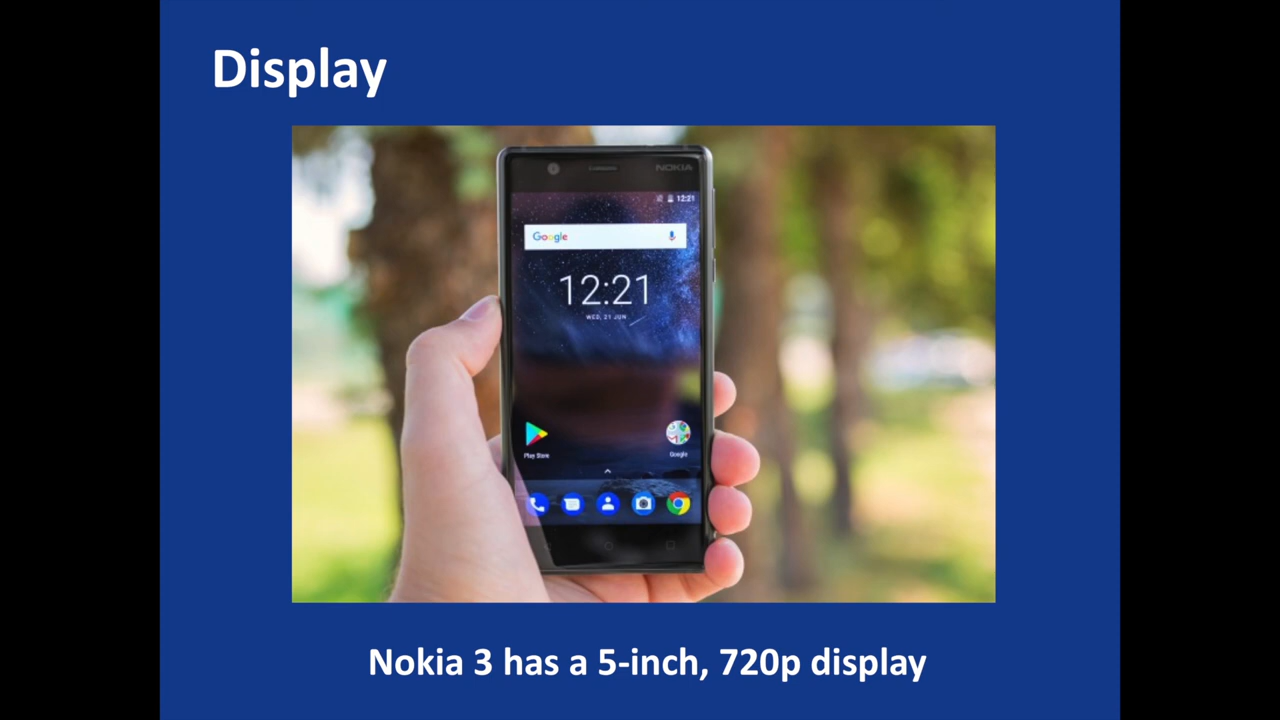 Display
NOKIA
12:21
Google
12:21
WED, 21 JUN
Play Store
Google
Nokia 3 has a 5-inch, 720p display